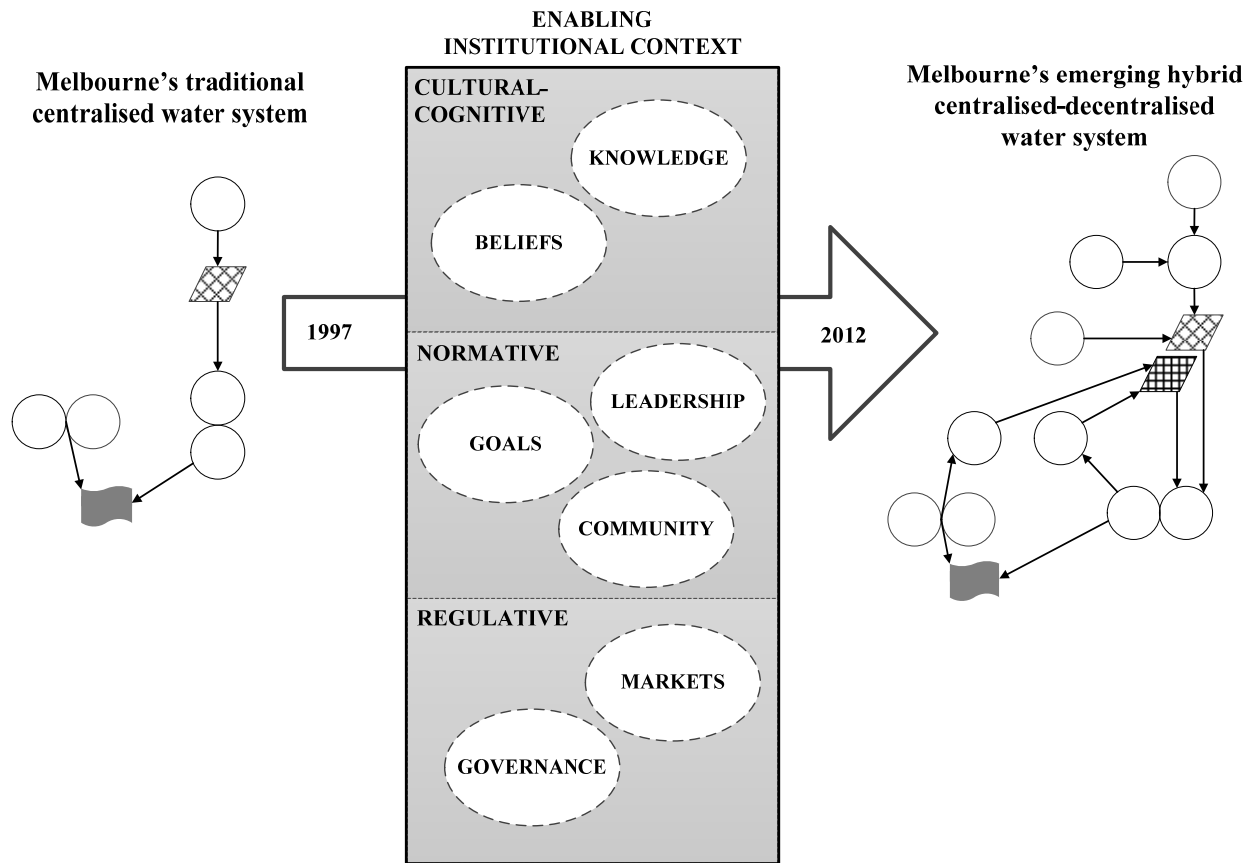 ENABLING
INSTITUTIONAL CONTEXT
Melbourne's traditional
centralised water system
CULTURAL-
COGNITIVE
KNOWLEDGE
BELIEFS
1997
NORMATIVE
LEADERSHIP
GOALS
COMMUNITY
REGULATIVE
MARKETS
GOVERNANCE
2012
Melbourne's emerging hybrid
centralised-decentralised
water system